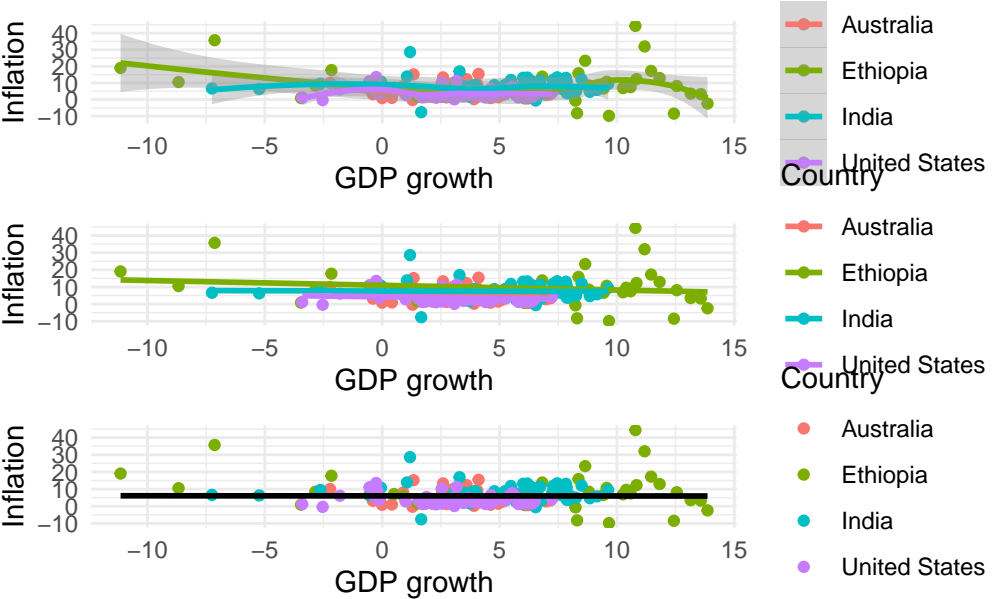 Inflation
40
30
20
10
0
−10
−10
−5
0
5
10
15
GDP growth
Australia
Ethiopia
India
United States
Country
Inflation
40
30
20
10
0
−10
−10
−5
0
5
10
15
GDP growth
Australia
Ethiopia
India
United States
Country
Inflation
40
30
20
10
0
−10
−10
−5
0
5
10
15
GDP growth
Australia
Ethiopia
India
United States